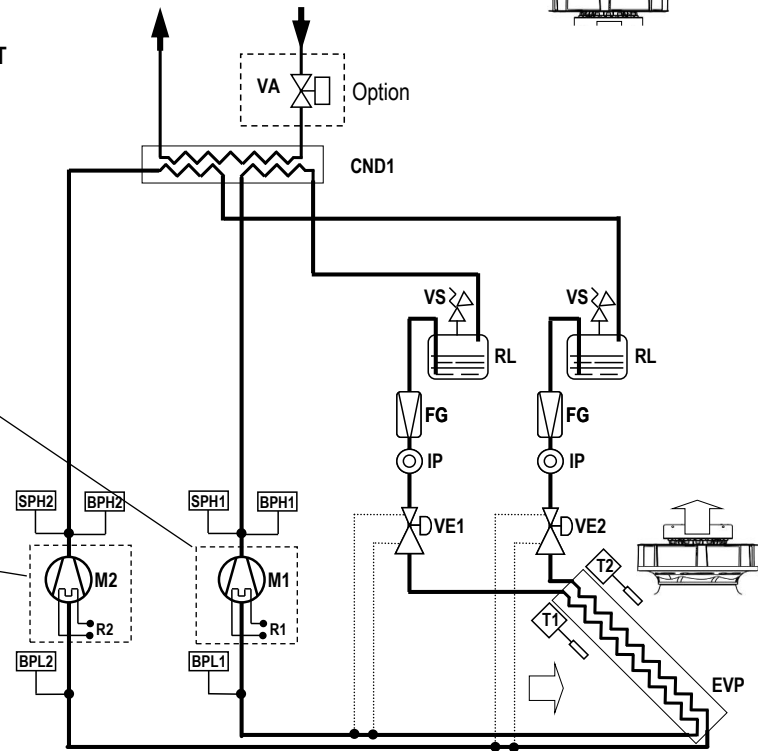 T
VA
Option
CND1
VS
VS
RL
RL
FG
FG
IP
IP
SPH2
BPH2
SPH1
BPH1
VE1
VE2
M2
M1
T2
R2
R1
T1
BPL2
BPL1
EVP